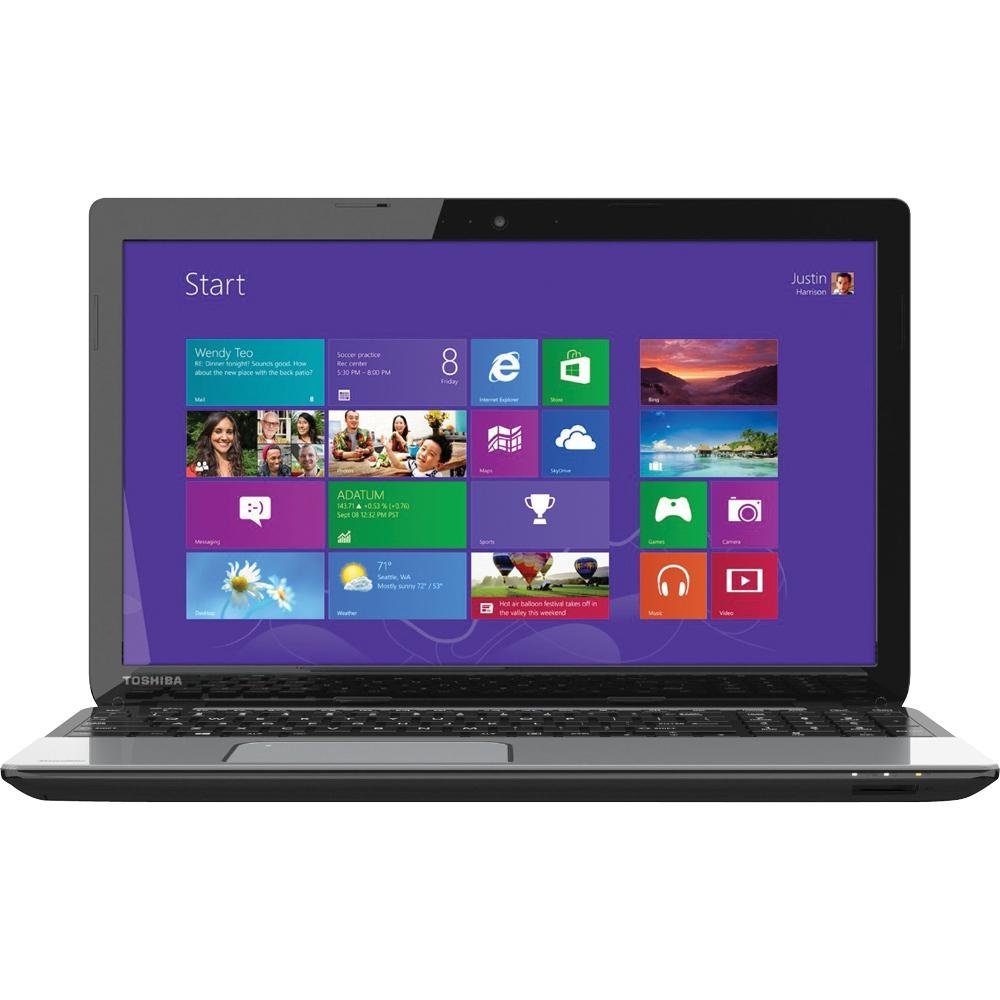 Start
Justin
Harrison
Wendy Teo
RE: Dinner tonight? Sounds good. How
about the new place with the back patio?
Mail
8
Soccer practice
Rec center
5:30 PM – 8:00 PM
8
Friday
Internet Explorer
Store
Bing
Photos
Maps
SkyDrive
Messaging
:-)
ADATUM
143.71 ▲ +0.53 % (+0.76)
Sept 08 12:32 PM PST
Sports
Games
Camera
Desktop
71°
Seattle, WA
Mostly sunny 72° / 53°
Weather
Hot air balloon festival takes off in
the valley this weekend
Music
Video
TOSHIBA